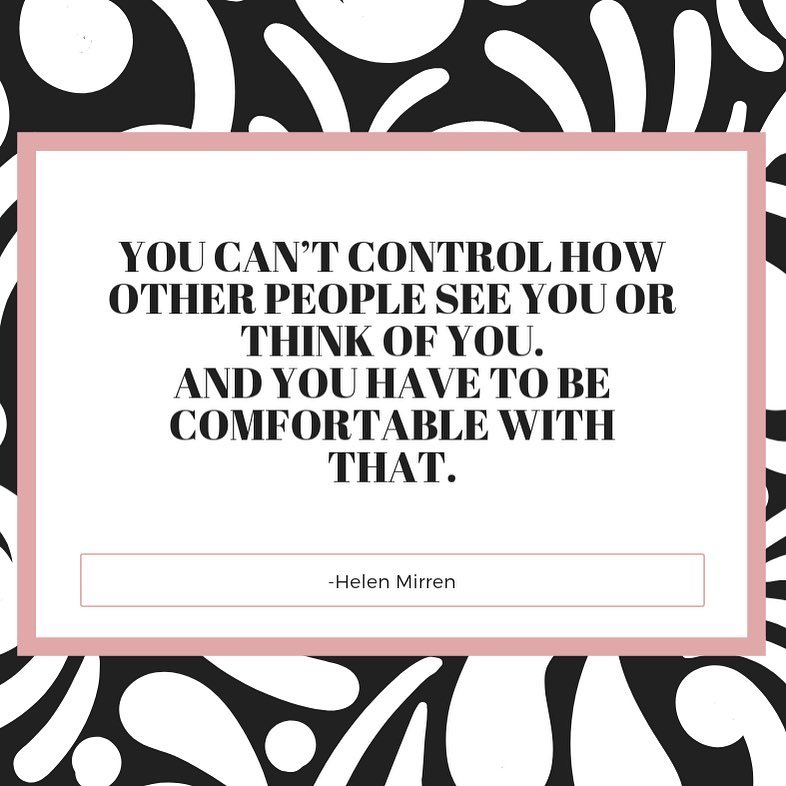 YOU CAN’T CONTROL HOW
OTHER PEOPLE SEE YOU OR
THINK OF YOU.
AND YOU HAVE TO BE
COMFORTABLE WITH
THAT.
-Helen Mirren